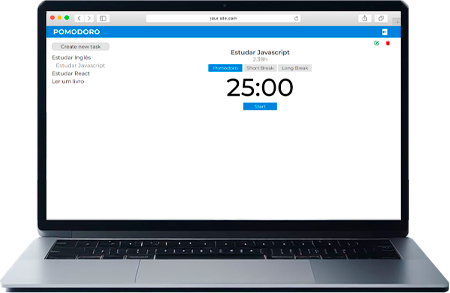 your site.com
POMODORO
Create new task
Estudar Inglês
Estudar Javascript
Estudar React
Ler um livro
Estudar Javascript
2.38h
Pomodoro
Short Break
Long Break
25:00
Start